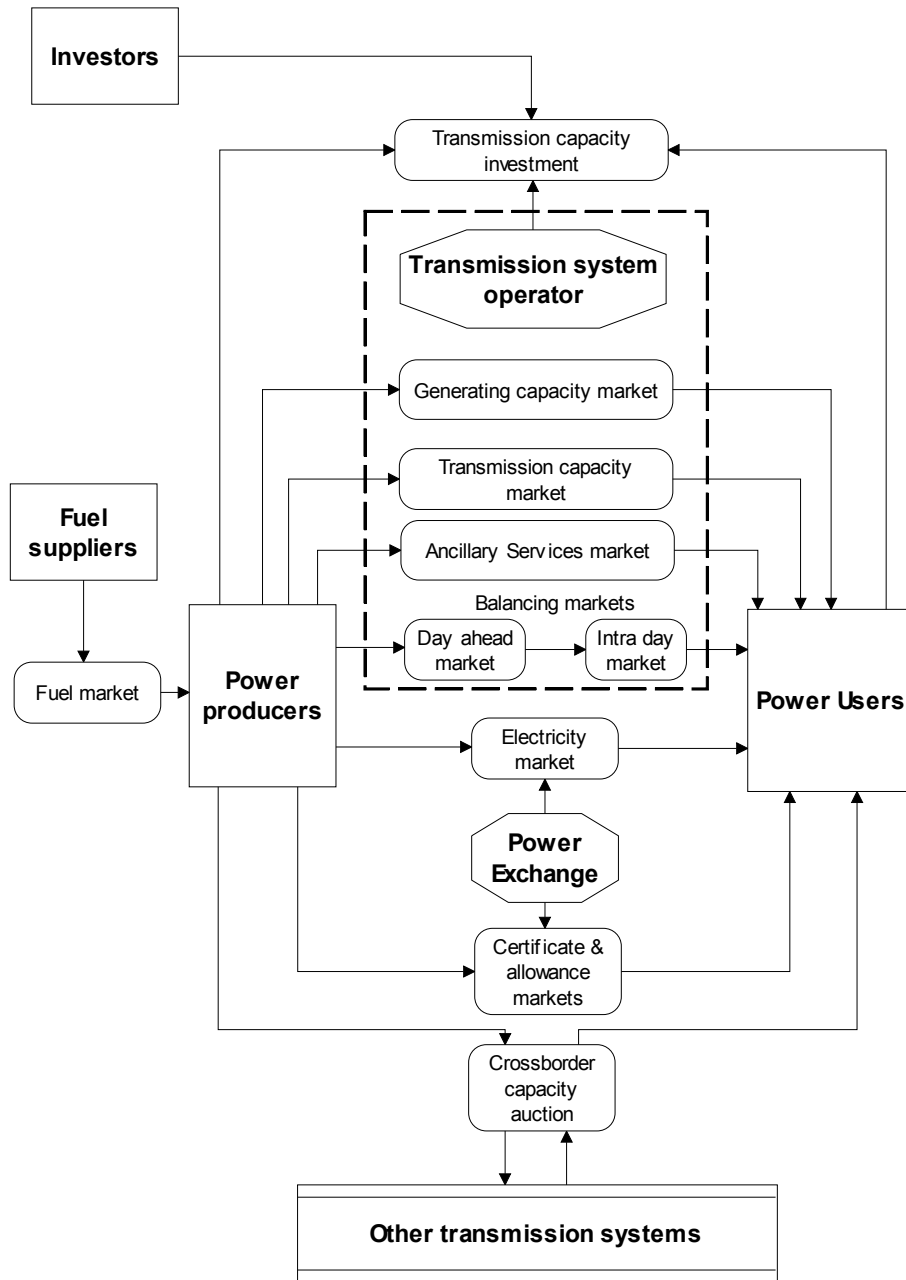 Investors
Transmission capacity
investment
Transmission system
operator
Generating capacity market
Transmission capacity
market
Fuel
suppliers
Ancillary Services market
Balancing markets
Day ahead
market
Intra day
market
Fuel market
Power
producers
Power Users
Electricity
market
Power
Exchange
Certificate &
allowance
markets
Crossborder
capacity
auction
Other transmission systems